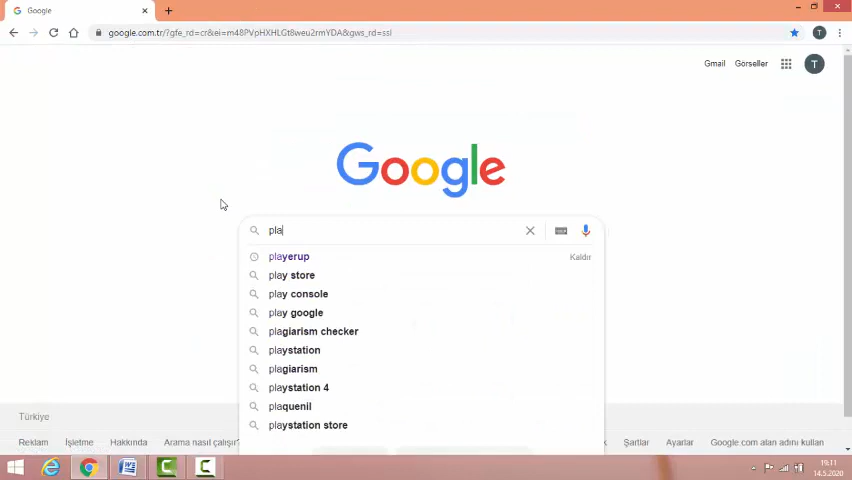 Google
google.com.tr/?gfe_rd=cr&ei=m48PVpHXHLGt8weu2rmYDA&gws_rd=ssl
T
Gmail Görseller T
Google
pla
playerup Kaldır
play store
play console
play google
plagiarism checker
playstation
plagiarism
playstation 4
plaquenil
playstation store
Türkiye
Reklam İşletme Hakkında Arama nasıl çalışır? Şartlar Ayarlar Google.com alan adını kullan
19:11
14.5.2020